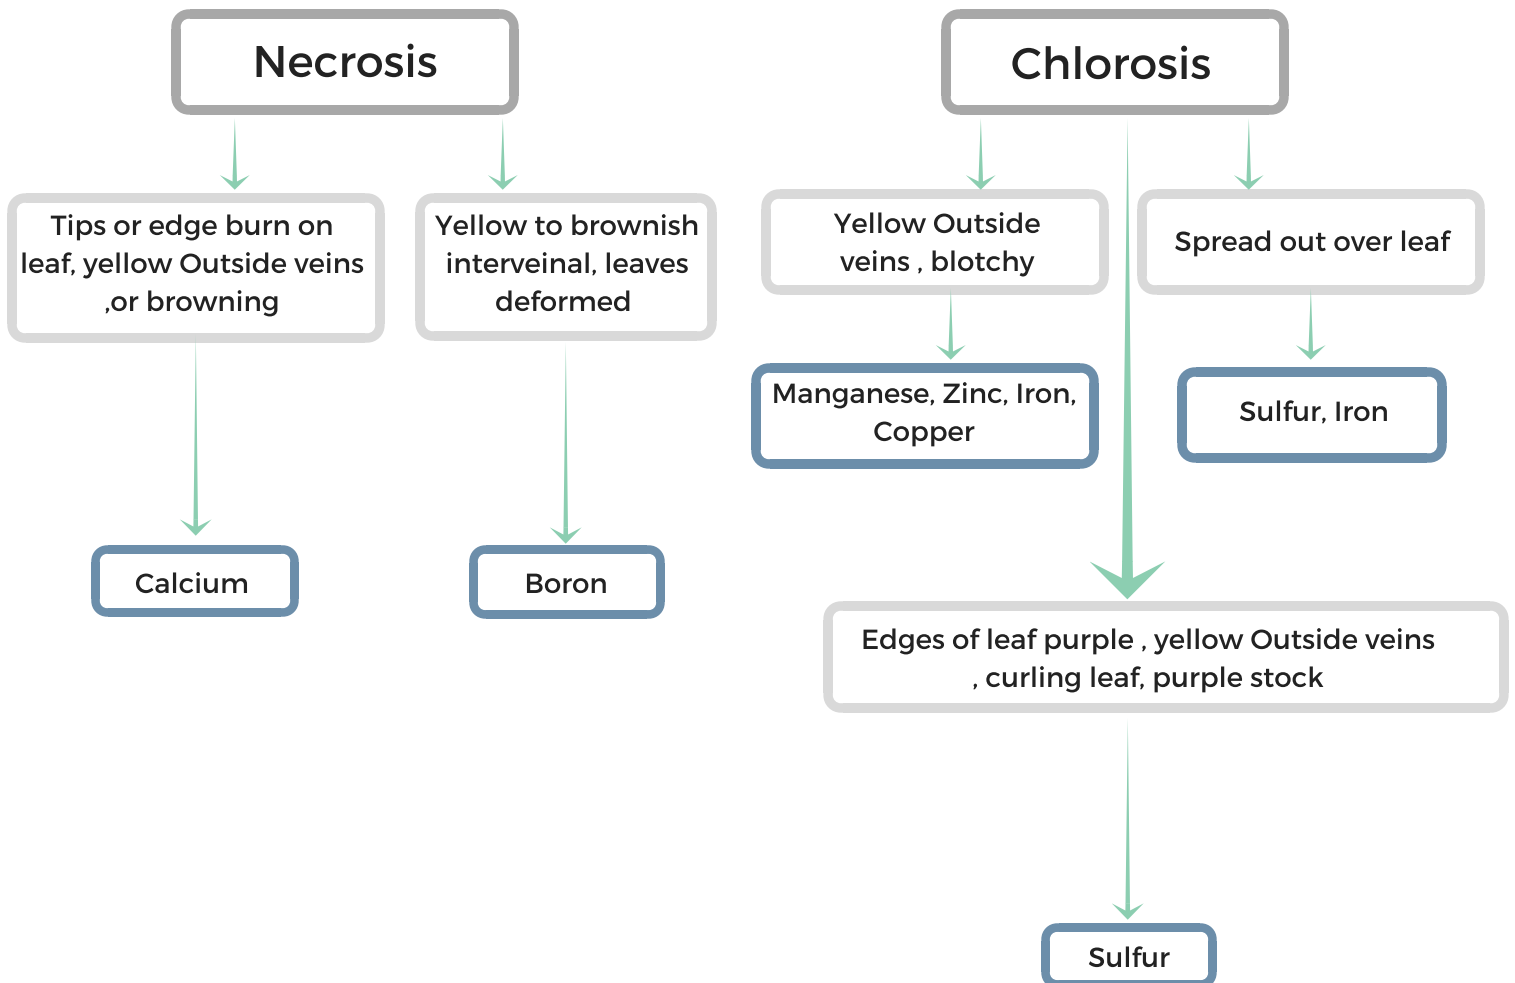 Necrosis
Chlorosis
Tips or edge burn on
leaf, yellow Outside veins
,or browning
Yellow to brownish
interveinal, leaves
deformed
Yellow Outside
veins , blotchy
Spread out over leaf
Manganese, Zinc, Iron,
Copper
Sulfur, Iron
Calcium
Boron
Edges of leaf purple , yellow Outside veins
, curling leaf, purple stock
Sulfur